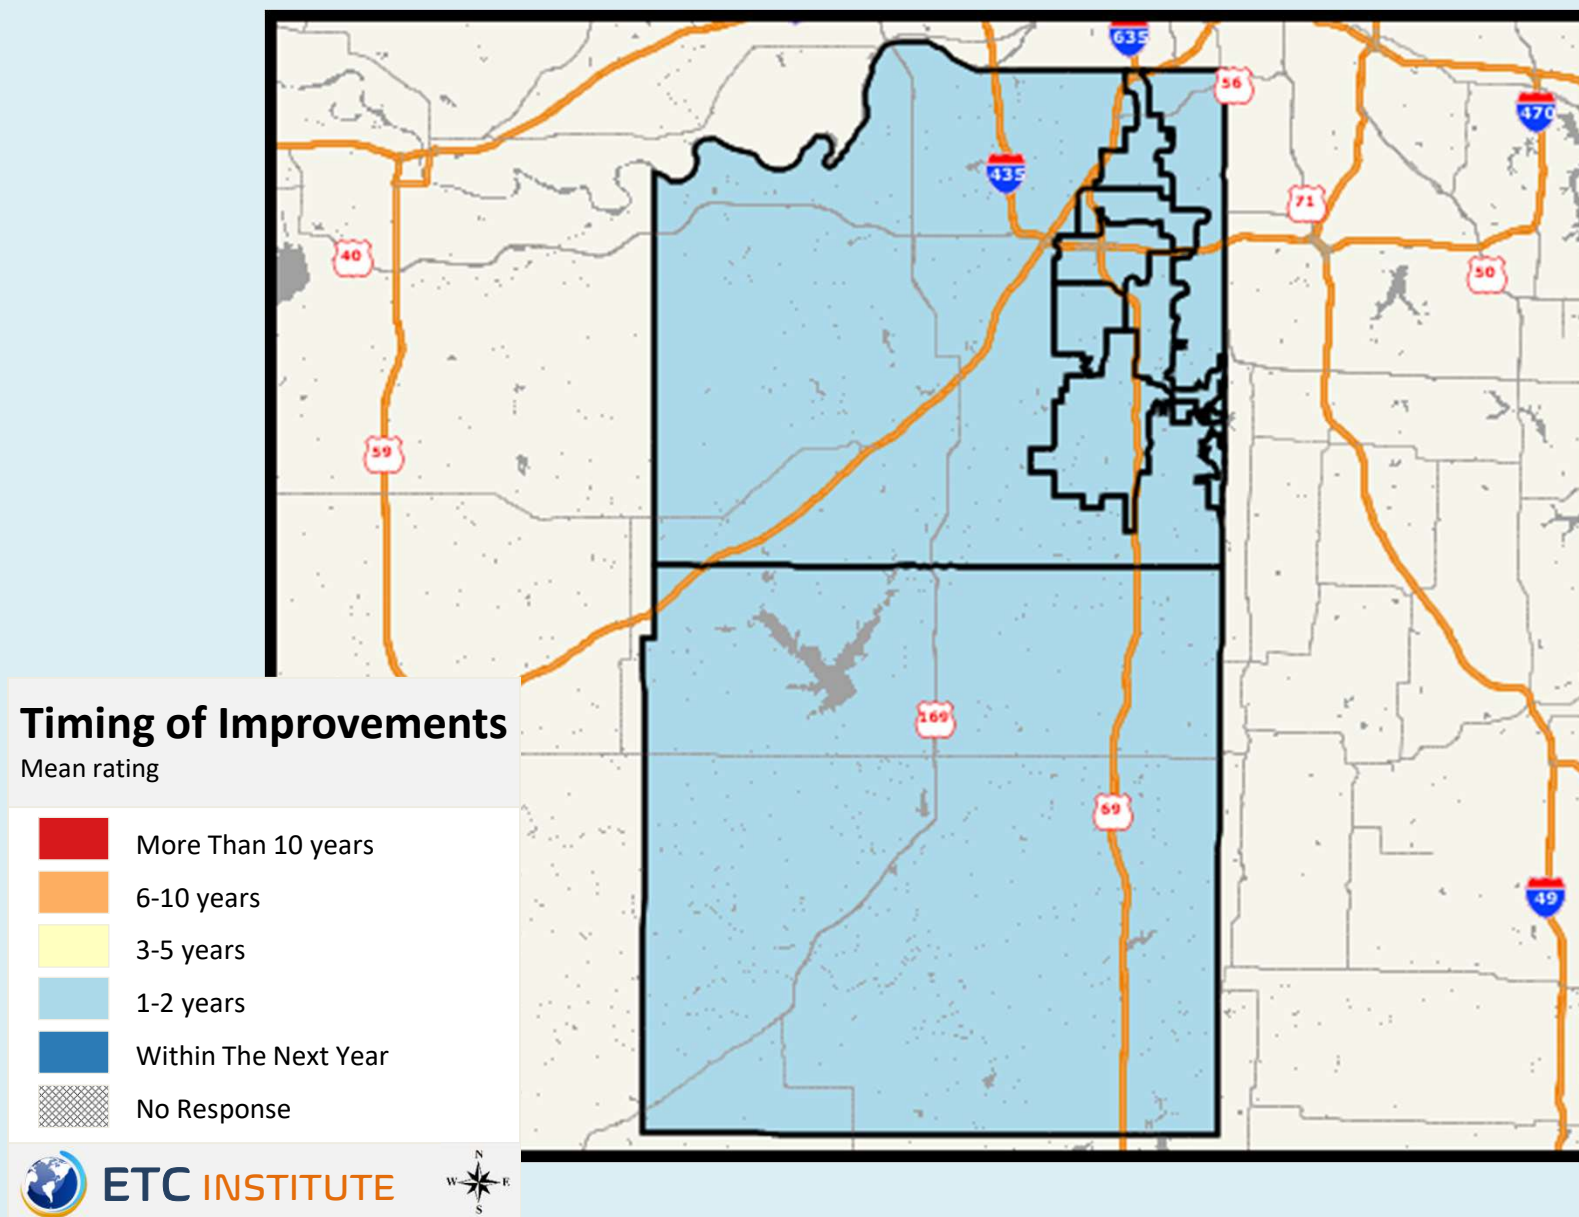 635
56
470
435
71
40
50
59
Timing of Improvements
Mean rating
169
69
More Than 10 years
6-10 years
3-5 years
49
1-2 years
Within The Next Year
No Response
N
W E
S
ETC INSTITUTE